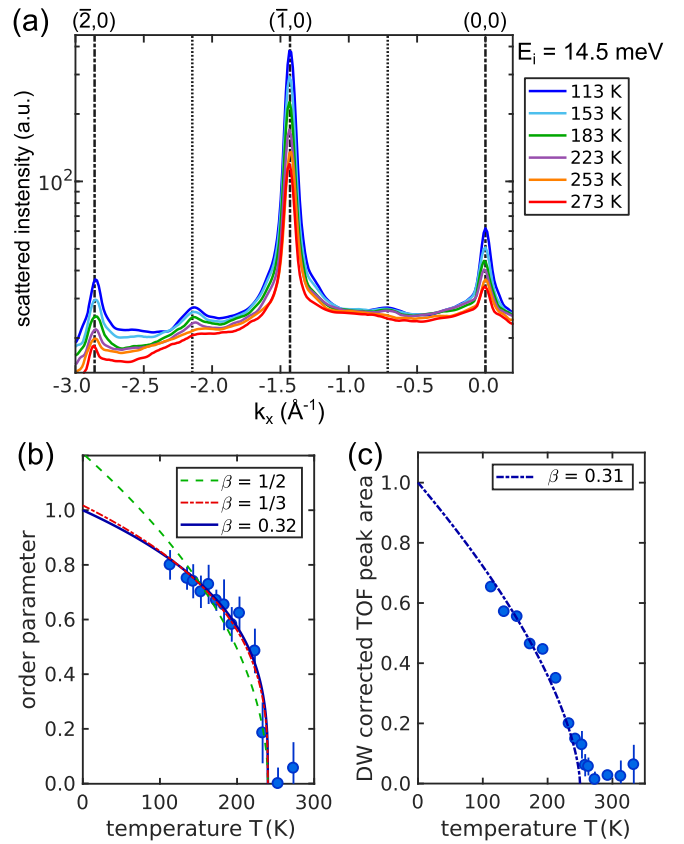 (a)
(2̅,0) (1̅,0) (0,0)
E_i = 14.5 meV
113 K
153 K
183 K
223 K
253 K
273 K
scattered instensity (a.u.)
10²
-3.0 -2.5 -2.0 -1.5 -1.0 -0.5 0.0
k_x (Å⁻¹)
(b)
β = 1/2
β = 1/3
β = 0.32
order parameter
1.0
0.8
0.6
0.4
0.2
0.0
0 100 200 300
temperature T(K)
(c)
β = 0.31
DW corrected TOF peak area
1.0
0.8
0.6
0.4
0.2
0.0
0 100 200 300
temperature T(K)